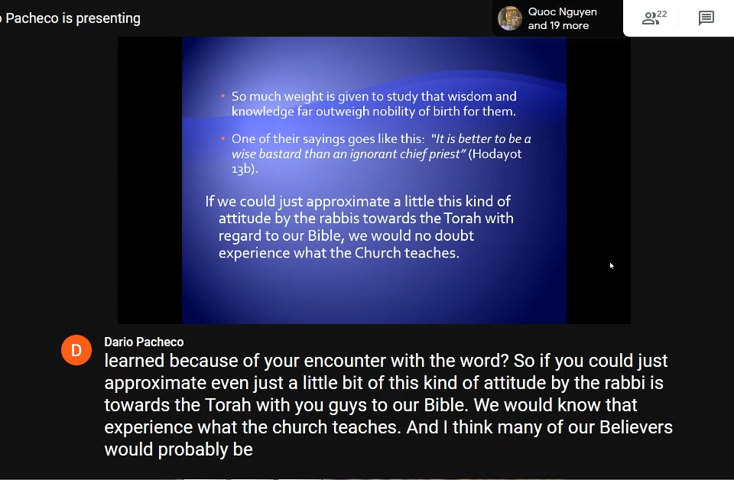 Pacheco is presenting
Quoc Nguyen
and 19 more
22
• So much weight is given to study that wisdom and
knowledge far outweigh nobility of birth for them.
• One of their sayings goes like this: "It is better to be a
wise bastard than an ignorant chief priest" (Hodayot
13b).
If we could just approximate a little this kind of
attitude by the rabbis towards the Torah with
regard to our Bible, we would no doubt
experience what the Church teaches.
D
Dario Pacheco
learned because of your encounter with the word? So if you could just
approximate even just a little bit of this kind of attitude by the rabbi is
towards the Torah with you guys to our Bible. We would know that
experience what the church teaches. And I think many of our Believers
would probably be